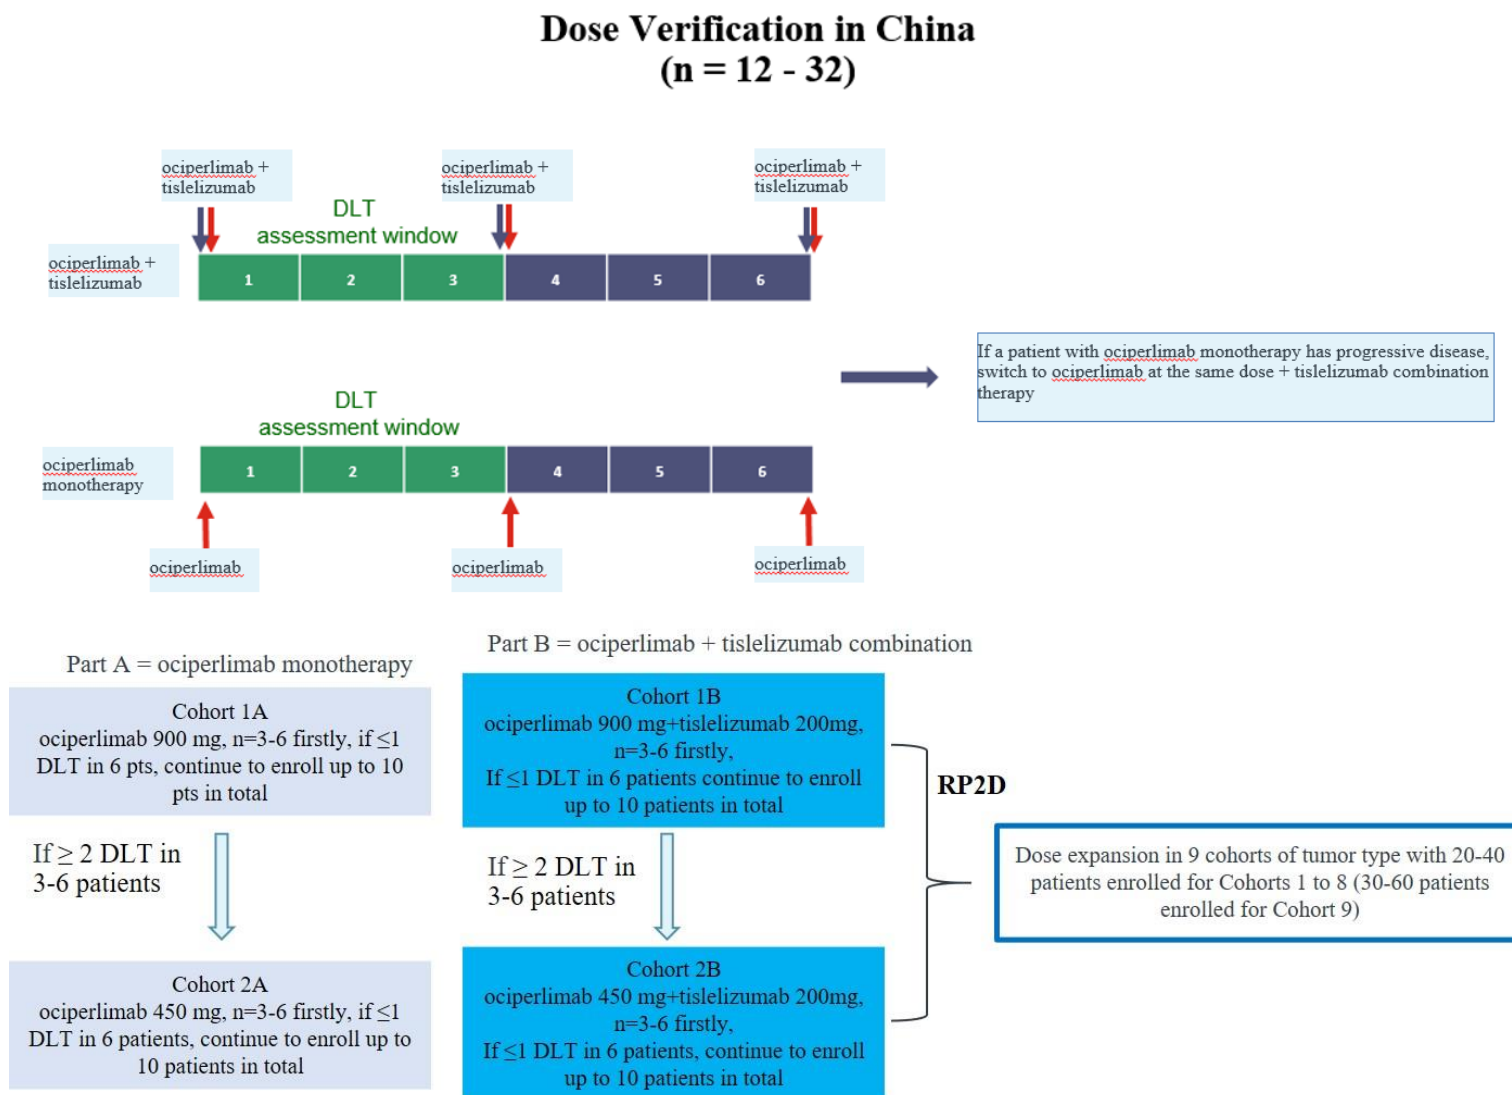 Dose Verification in China
(n = 12 - 32)
ociperlimab +
tislelizumab
ociperlimab +
tislelizumab
ociperlimab +
tislelizumab
DLT
assessment window
ociperlimab +
tislelizumab
1 2 3 4 5 6
If a patient with ociperlimab monotherapy has progressive disease,
switch to ociperlimab at the same dose + tislelizumab combination
therapy
DLT
assessment window
ociperlimab
monotherapy
1 2 3 4 5 6
ociperlimab
ociperlimab
ociperlimab
Part A = ociperlimab monotherapy
Cohort 1A
ociperlimab 900 mg, n=3-6 firstly, if ≤1
DLT in 6 pts, continue to enroll up to 10
pts in total
If ≥ 2 DLT in
3-6 patients
Cohort 2A
ociperlimab 450 mg, n=3-6 firstly, if ≤1
DLT in 6 patients, continue to enroll up to
10 patients in total
Part B = ociperlimab + tislelizumab combination
Cohort 1B
ociperlimab 900 mg+tislelizumab 200mg,
n=3-6 firstly,
If ≤1 DLT in 6 patients continue to enroll
up to 10 patients in total
If ≥ 2 DLT in
3-6 patients
Cohort 2B
ociperlimab 450 mg+tislelizumab 200mg,
n=3-6 firstly,
If ≤1 DLT in 6 patients, continue to enroll
up to 10 patients in total
RP2D
Dose expansion in 9 cohorts of tumor type with 20-40
patients enrolled for Cohorts 1 to 8 (30-60 patients
enrolled for Cohort 9)